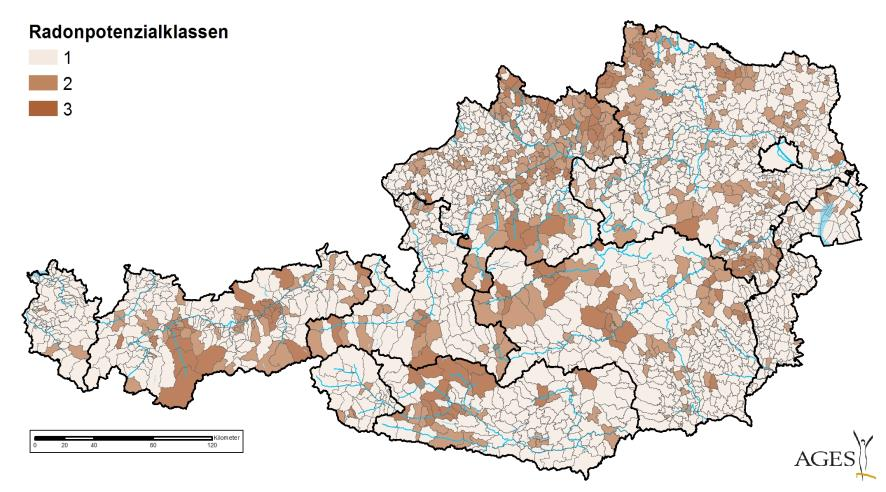 Radonpotenzialklassen
1
2
3
Kilometer
0 20 40 80 120
AGES